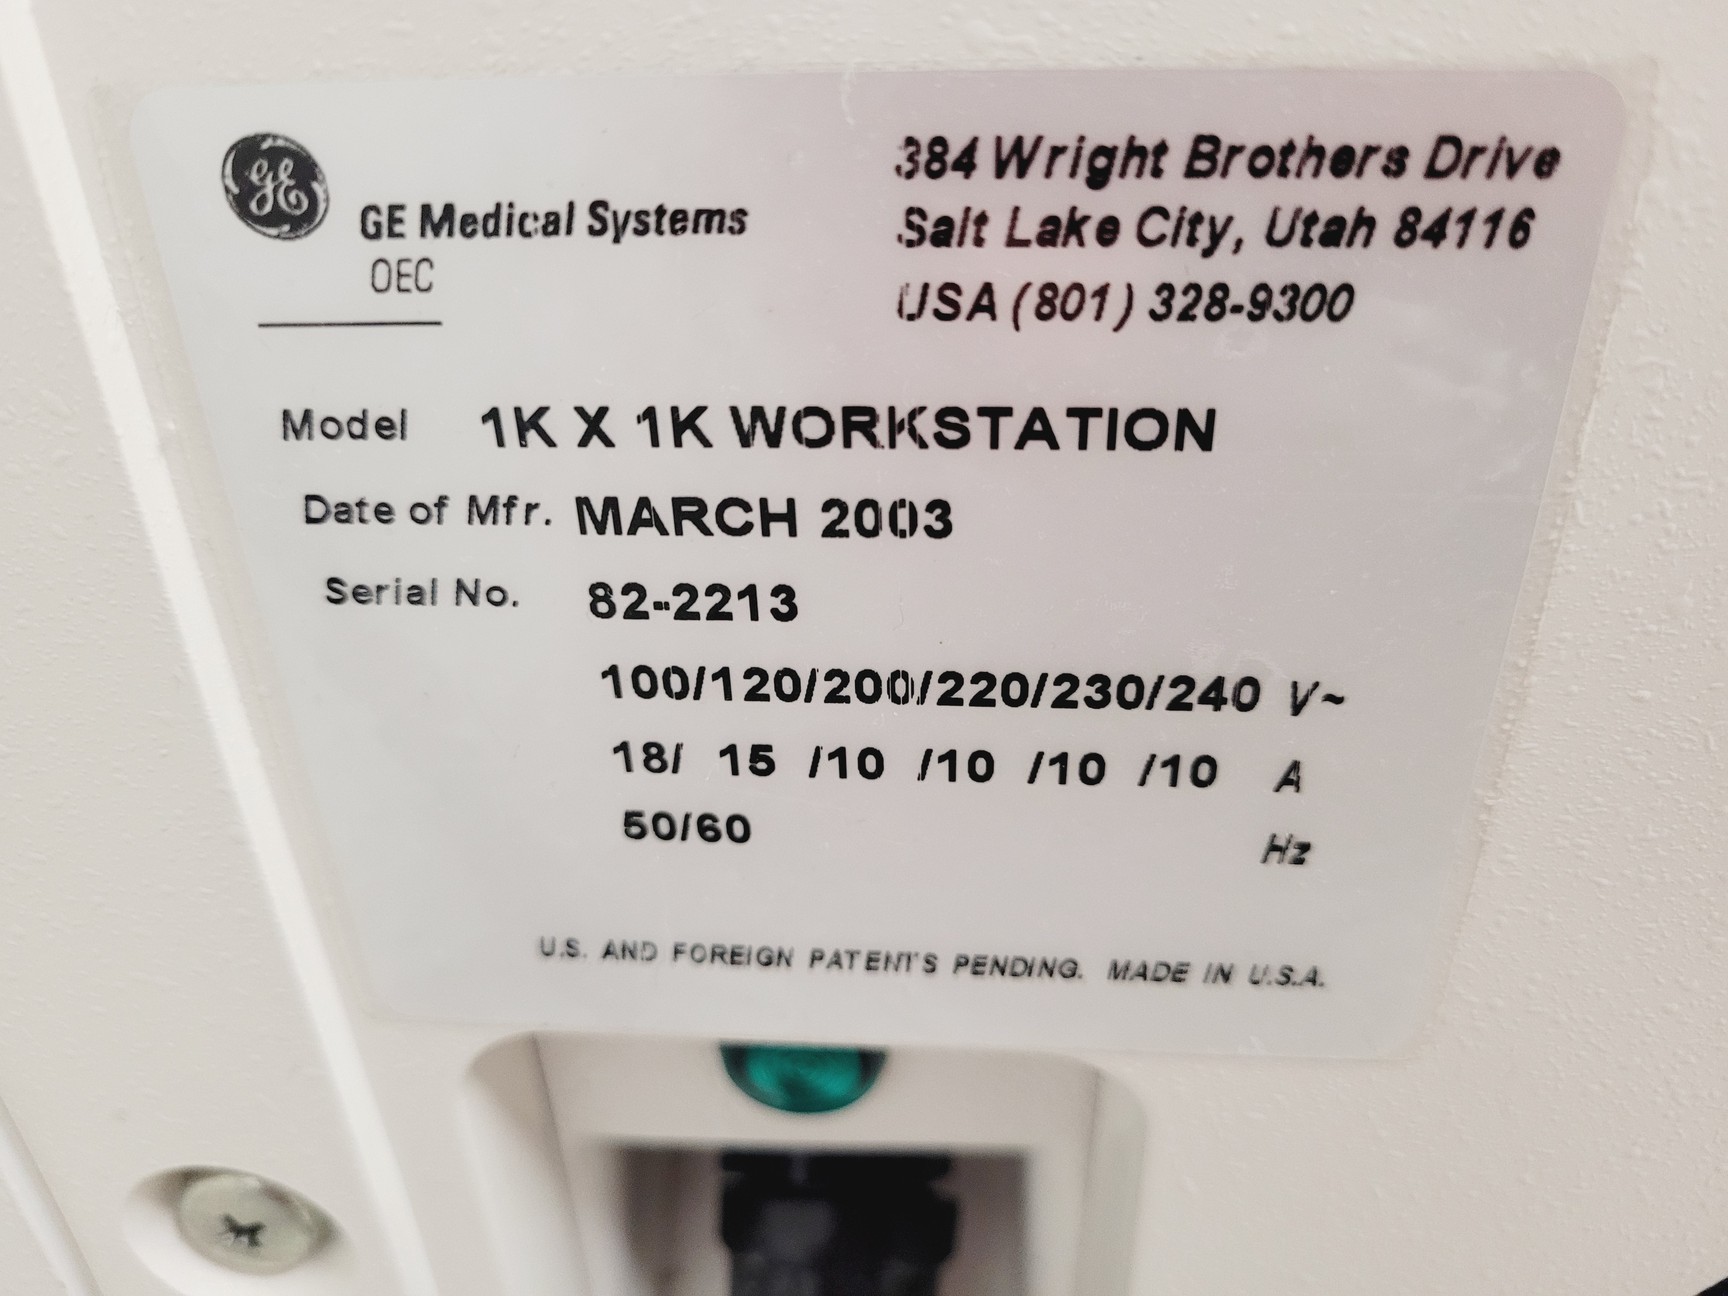 GE
GE Medical Systems
OEC
384 Wright Brothers Drive
Salt Lake City, Utah 84116
USA (801) 328-9300
Model 1K X 1K WORKSTATION
Date of Mfr. MARCH 2003
Serial No. 82-2213
100/120/200/220/230/240 V~
18/ 15 /10 /10 /10 /10 A
50/60 Hz
U.S. AND FOREIGN PATENT'S PENDING. MADE IN U.S.A.